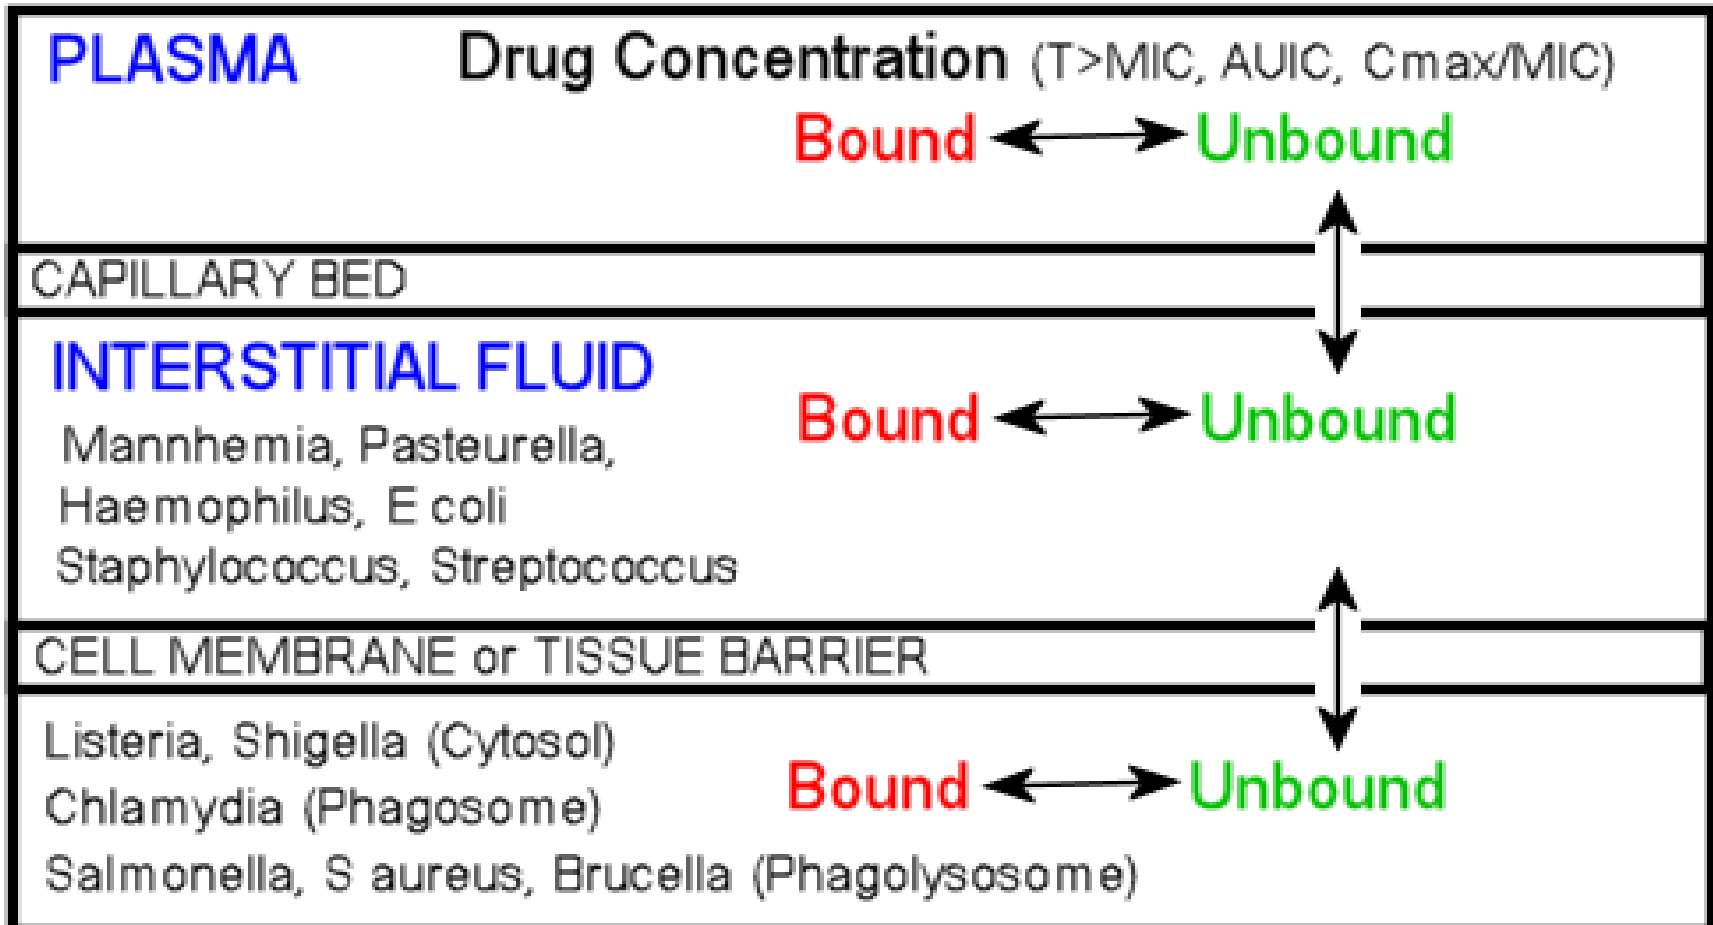 PLASMA Drug Concentration (T>MIC, AUIC, Cmax/MIC)
Bound Unbound
CAPILLARY BED
INTERSTITIAL FLUID
Bound Unbound
Mannhemia, Pasteurella,
Haemophilus, E coli
Staphylococcus, Streptococcus
CELL MEMBRANE or TISSUE BARRIER
Listeria, Shigella (Cytosol)
Bound Unbound
Chlamydia (Phagosome)
Salmonella, S aureus, Brucella (Phagolysosome)